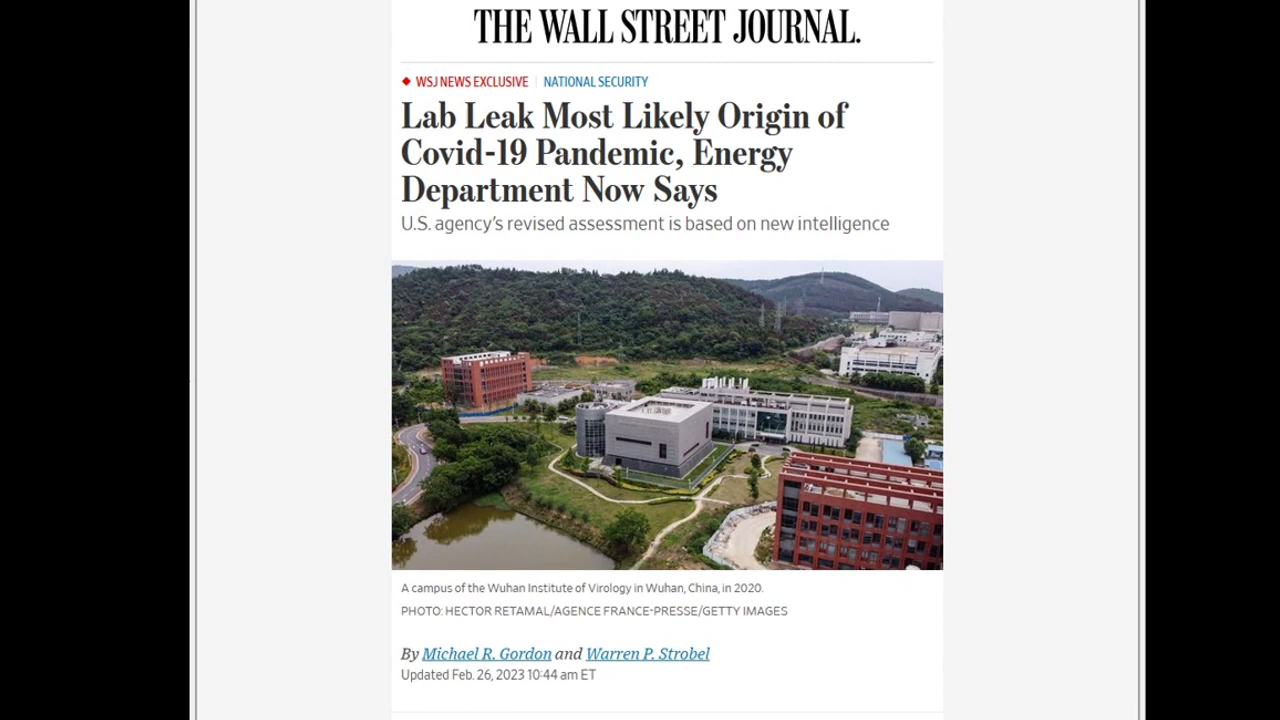 THE WALL STREET JOURNAL.
WSJ NEWS EXCLUSIVE | NATIONAL SECURITY
Lab Leak Most Likely Origin of
Covid-19 Pandemic, Energy
Department Now Says
U.S. agency's revised assessment is based on new intelligence
A campus of the Wuhan Institute of Virology in Wuhan, China, in 2020.
PHOTO: HECTOR RETAMAL/AGENCE FRANCE-PRESSE/GETTY IMAGES
By Michael R. Gordon and Warren P. Strobel
Updated Feb. 26, 2023 10:44 am ET